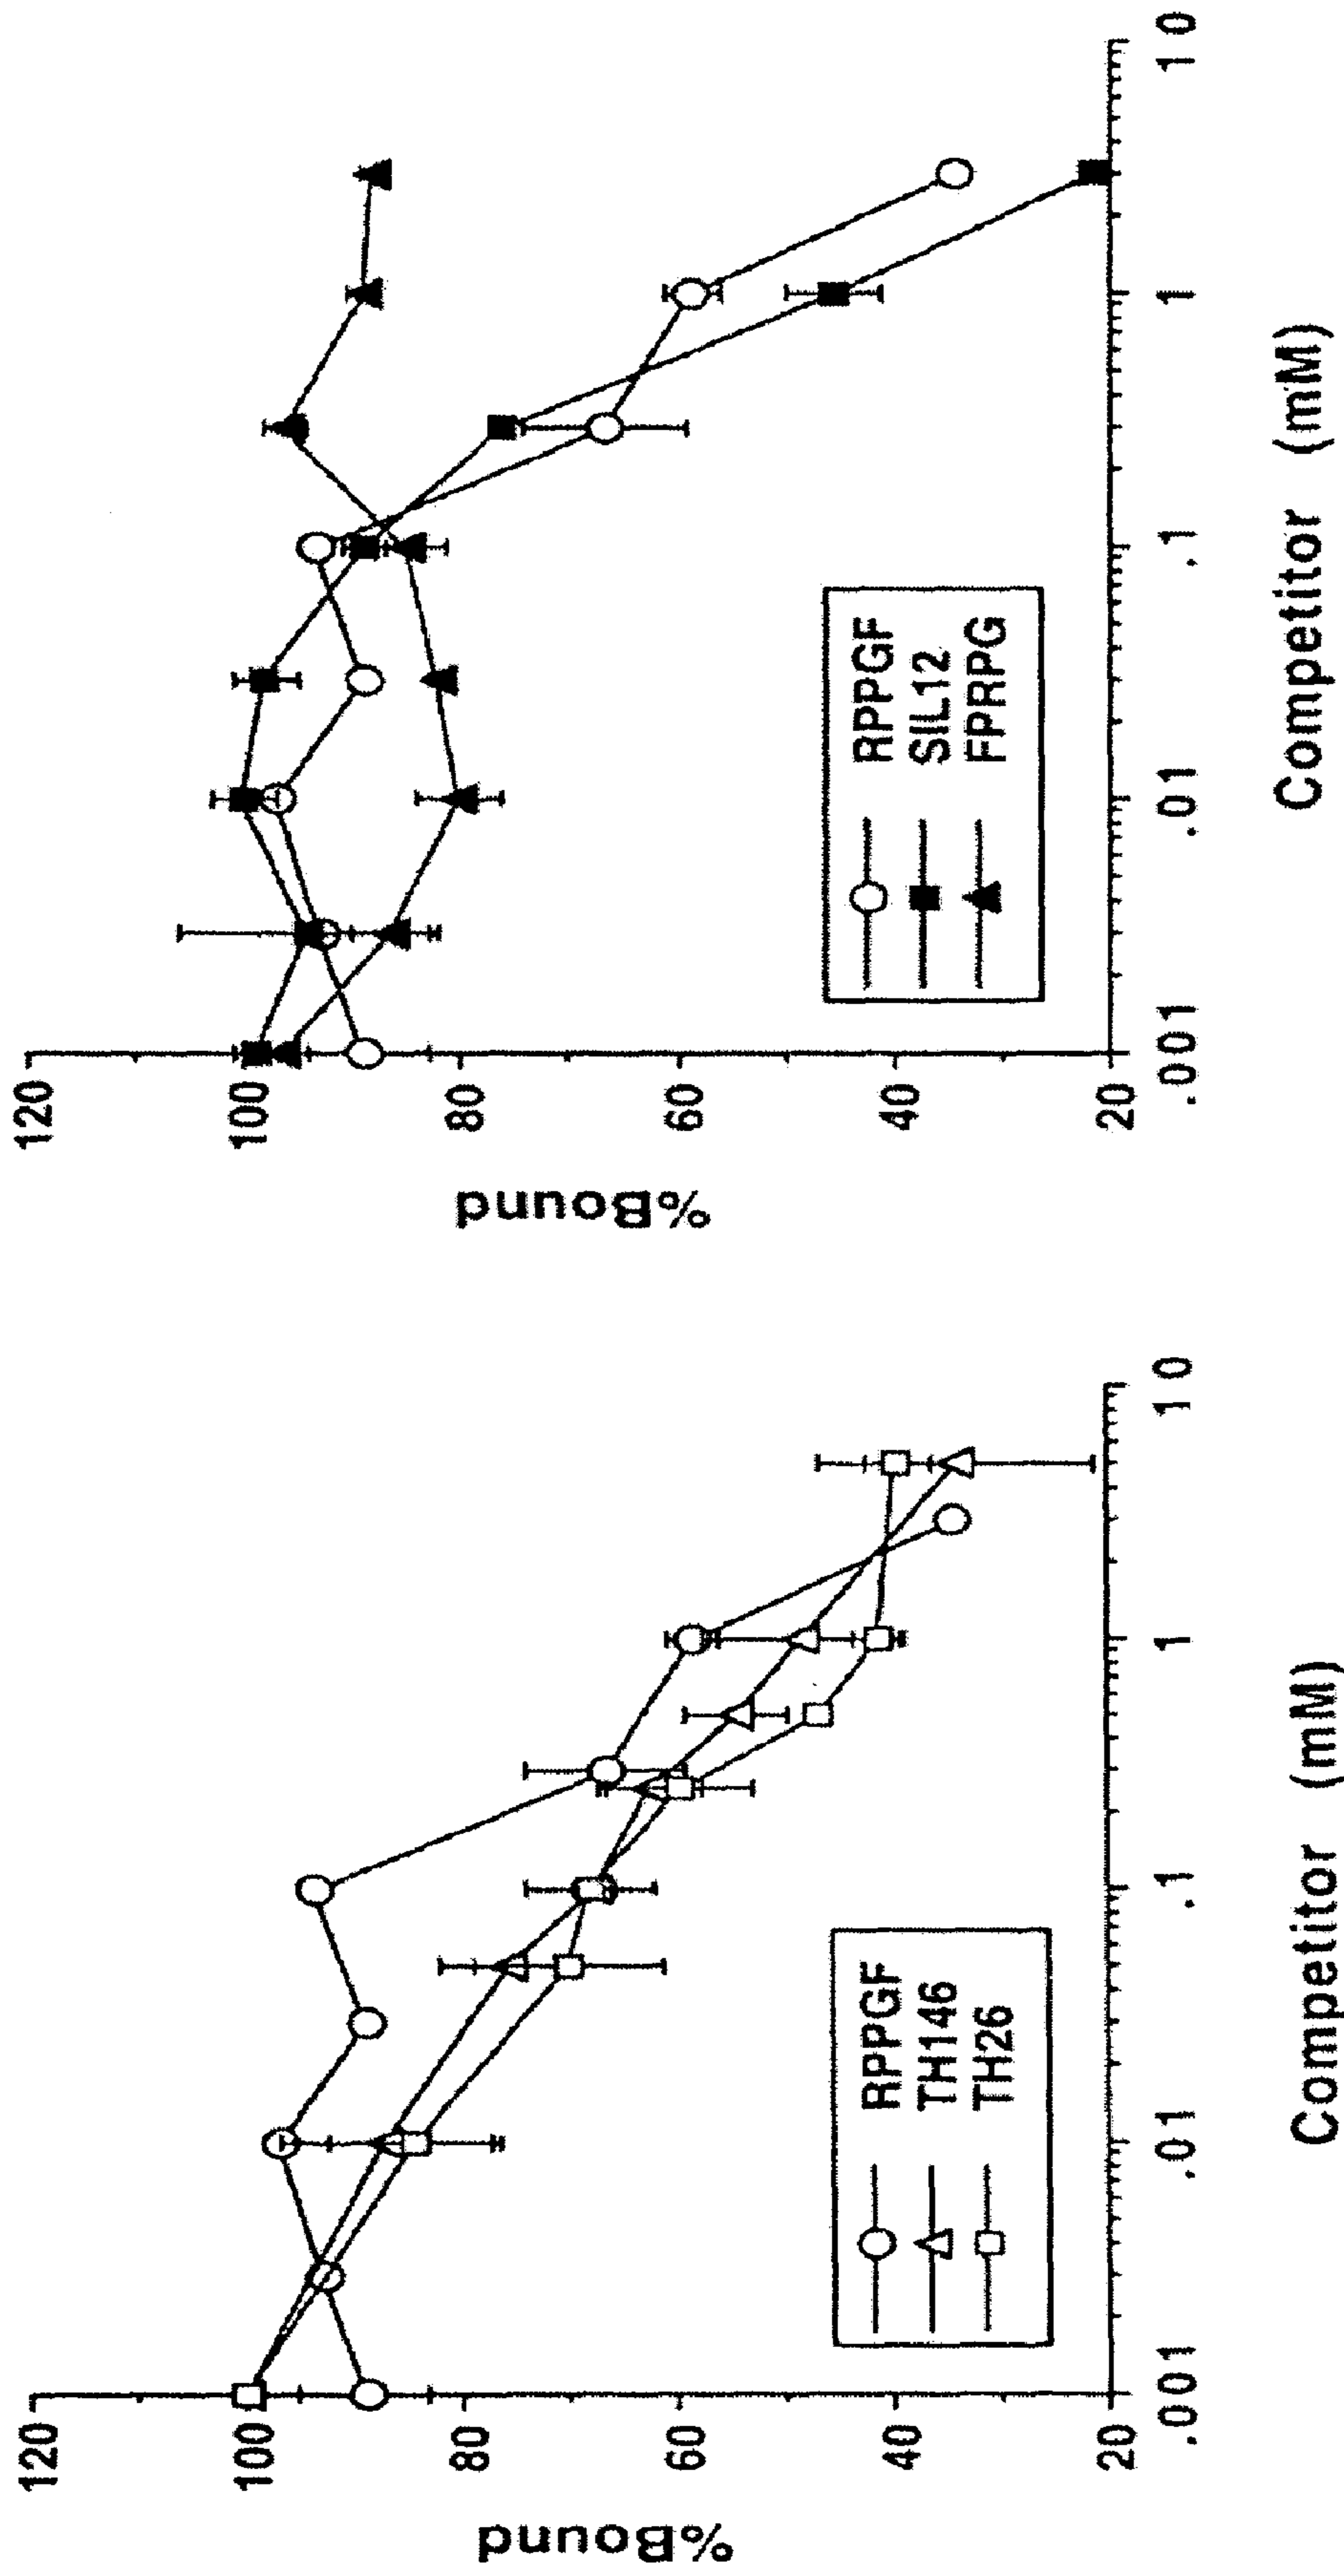 120
100
80
60
40
20
%Bound
RPPGF
TH146
TH26
.001
.01
.1
1
10
Competitor (mM)
120
100
80
60
40
20
%Bound
RPPGF
SIL12
FPRPG
.001
.01
.1
1
10
Competitor (mM)